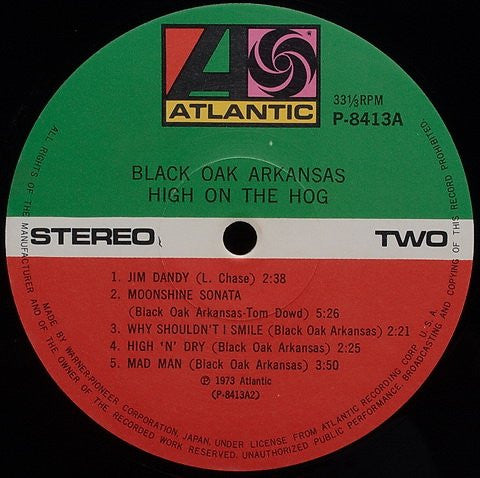 ATLANTIC
33⅓RPM
P-8413A
BLACK OAK ARKANSAS
HIGH ON THE HOG
STEREO
TWO
1. JIM DANDY (L. Chase) 2:38
2. MOONSHINE SONATA
(Black Oak Arkansas-Tom Dowd) 5:26
3. WHY SHOULDN'T I SMILE (Black Oak Arkansas) 2:21
4. HIGH 'N' DRY (Black Oak Arkansas) 2:25
5. MAD MAN (Black Oak Arkansas) 3:50
℗ 1973 Atlantic
(P-8413A2)
MADE BY WARNER-PIONEER CORPORATION, JAPAN, UNDER LICENSE FROM ATLANTIC RECORDING CORP. U.S.A.
ALL RIGHTS OF THE MANUFACTURER AND OF THE OWNER OF THE RECORDED WORK RESERVED. UNAUTHORIZED PUBLIC PERFORMANCE, BROADCASTING AND COPYING OF THIS RECORD PROHIBITED.